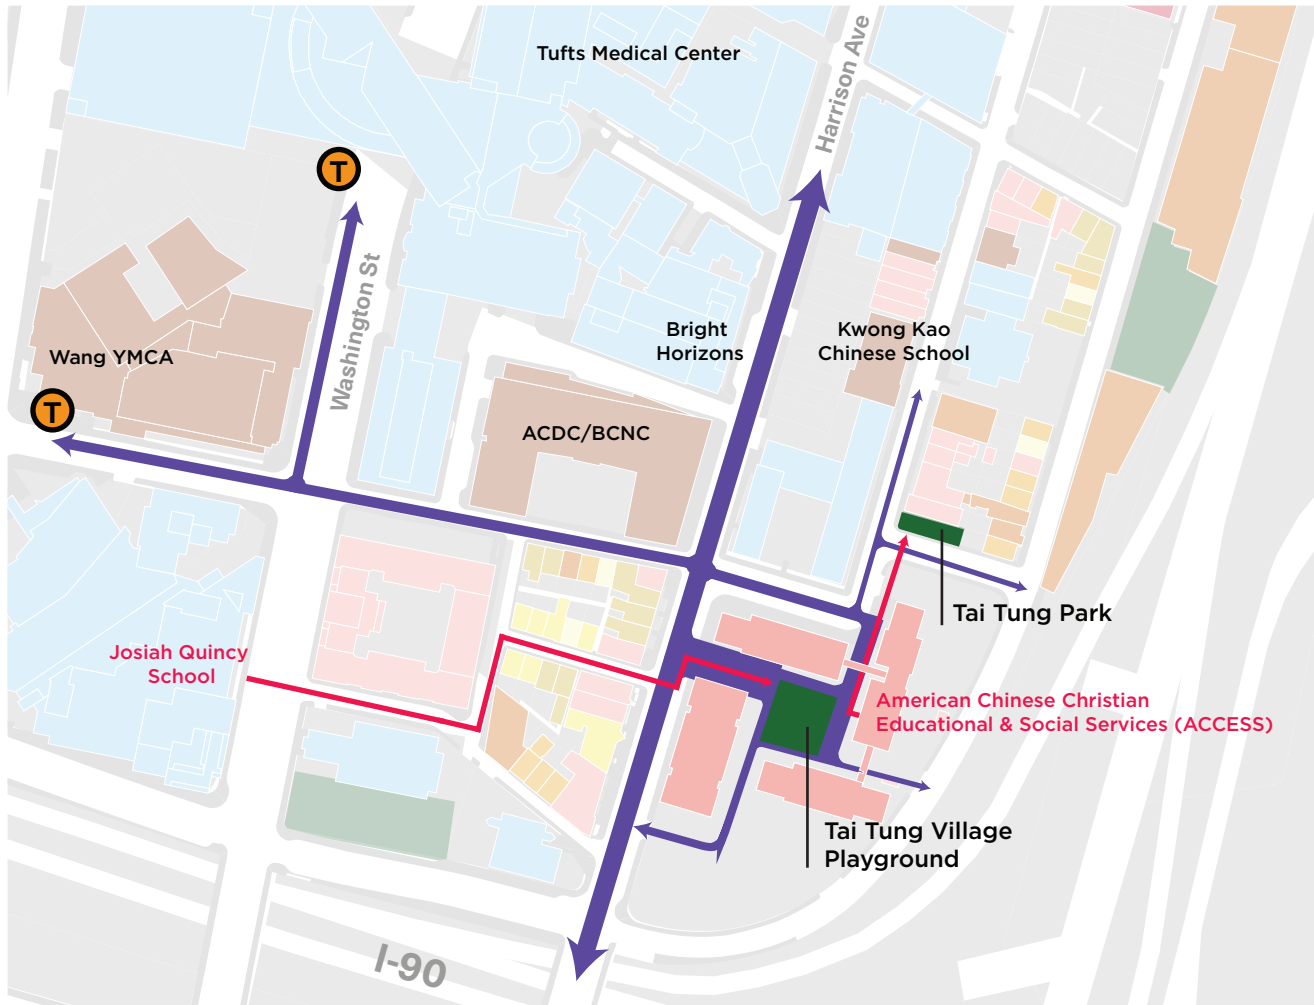 Tufts Medical Center
Harrison Ave
T
Washington St
Bright
Horizons
Kwong Kao
Chinese School
Wang YMCA
T
ACDC/BCNC
Tai Tung Park
Josiah Quincy
School
American Chinese Christian
Educational & Social Services (ACCESS)
Tai Tung Village
Playground
I-90